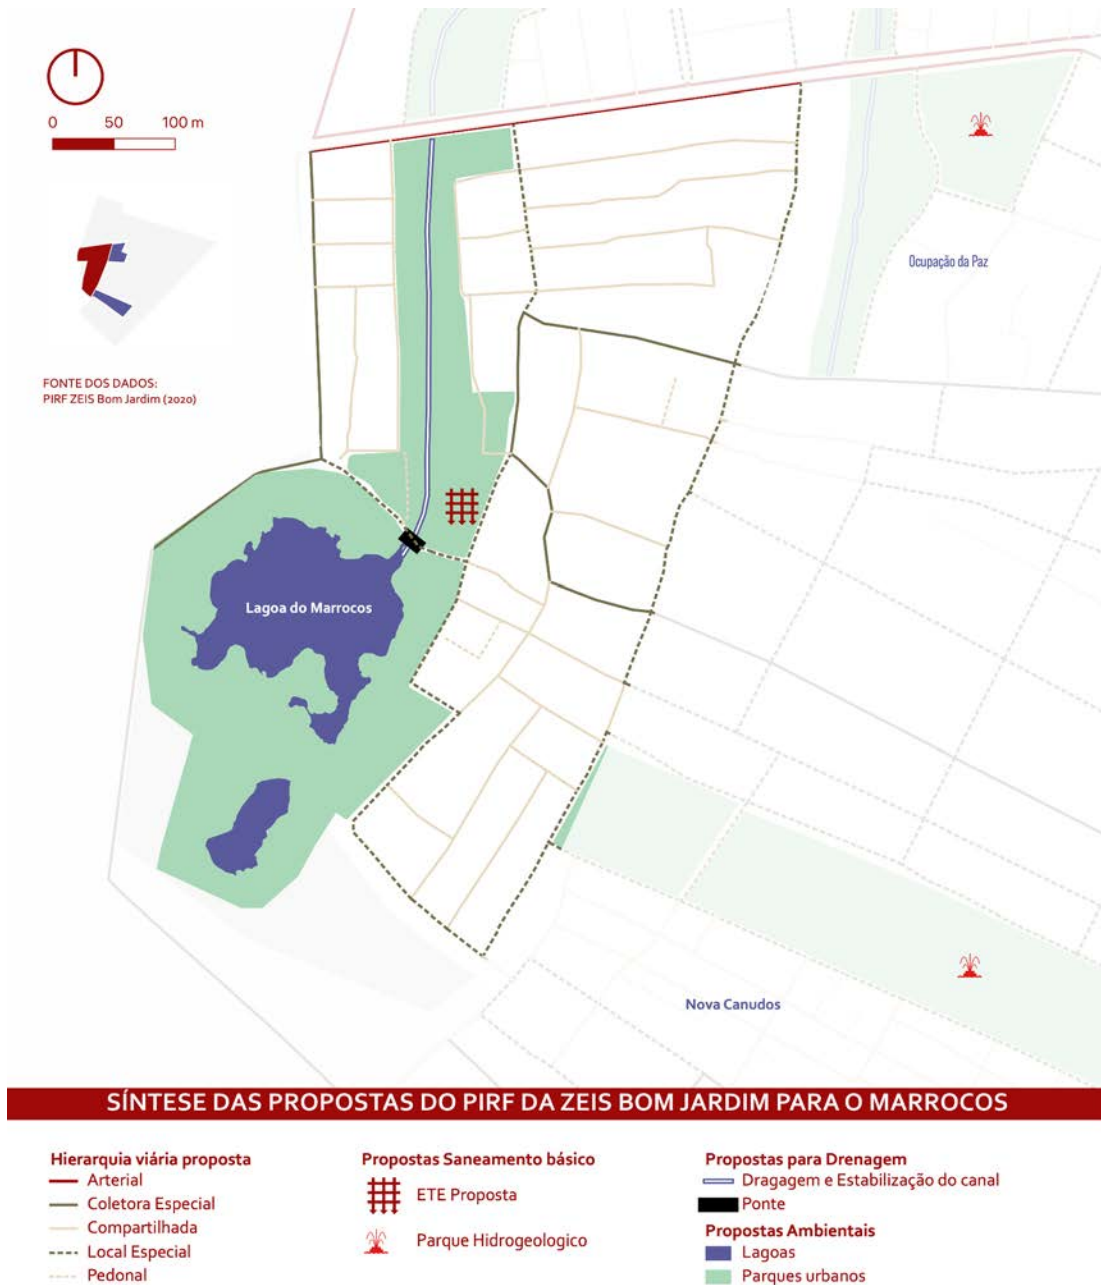 0 50 100 m
FONTE DOS DADOS:
PIRF ZEIS Bom Jardim (2020)
Ocupação da Paz
Lagoa do Marrocos
Nova Canudos
SÍNTESE DAS PROPOSTAS DO PIRF DA ZEIS BOM JARDIM PARA O MARROCOS
Hierarquia viária proposta
Arterial
Coletora Especial
Compartilhada
Local Especial
Pedonal
Propostas Saneamento básico
ETE Proposta
Parque Hidrogeologico
Propostas para Drenagem
Dragagem e Estabilização do canal
Ponte
Propostas Ambientais
Lagoas
Parques urbanos